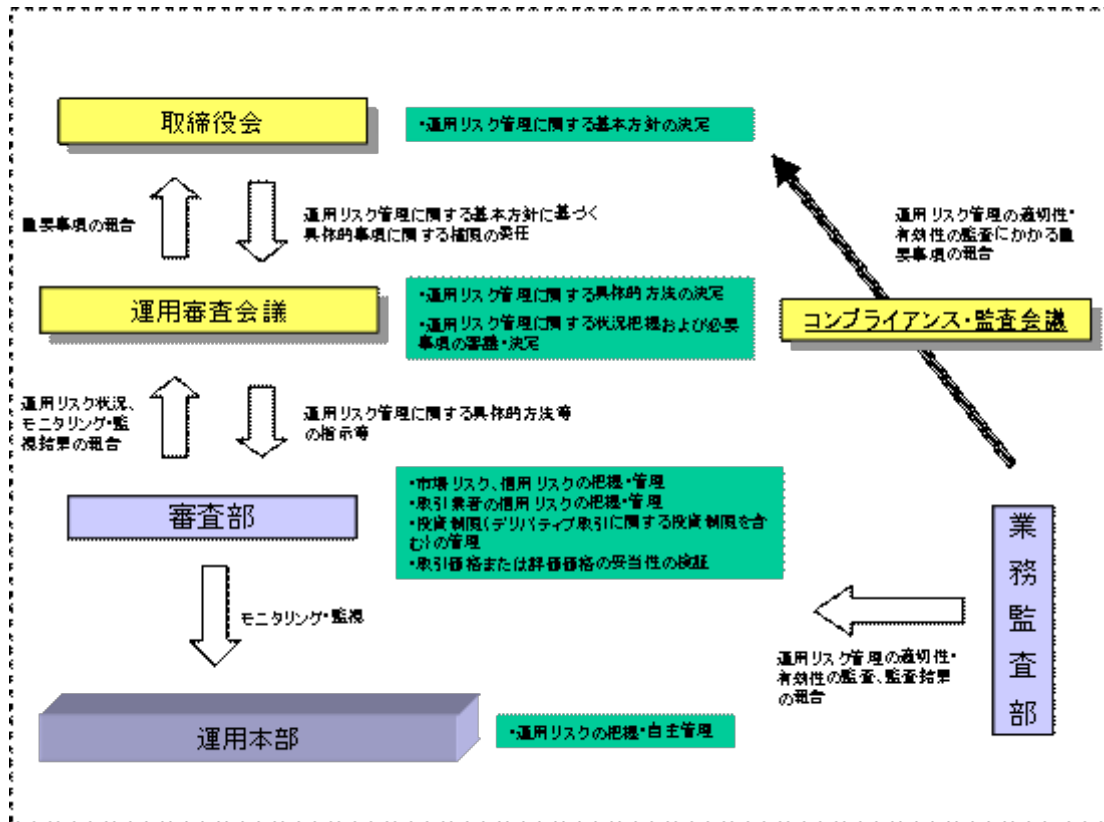 取締役会
・運用リスク管理に関する基本方針の決定
重要事項の報告
運用リスク管理に関する基本方針に基づく
具体的事項に関する権限の委任
運用リスク管理の適切性・
有効性の監査にかかる重
要事項の報告
運用審査会議
・運用リスク管理に関する具体的方法の決定
・運用リスク管理に関する状況把握および必要
事項の審議・決定
コンプライアンス・監査会議
運用リスク状況、
モニタリング・監
視結果の報告
運用リスク管理に関する具体的方法等
の指示等
審査部
・市場リスク、信用リスクの把握・管理
・取引業者の信用リスクの把握・管理
・投資制限(デリバティブ取引に関する投資制限を含
む)の管理
・取引価格または評価価格の妥当性の検証
業務監査部
モニタリング・監視
運用リスク管理の適切性・
有効性の監査、監査結果
の報告
運用本部
・運用リスクの把握・自主管理